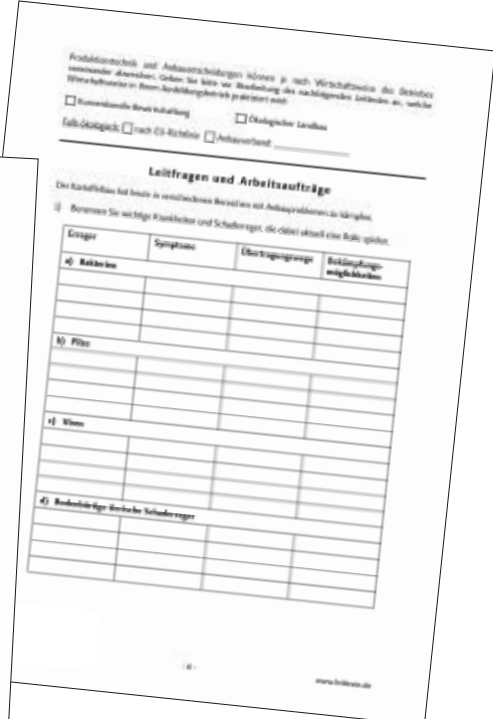 Produktionstechnik und Anbauentscheidungen können je nach Wirtschaftsweise des Betriebes
voneinander abweichen. Geben Sie bitte vor Bearbeitung des nachfolgenden Leittextes an, welche
Wirtschaftsweise in Ihrem Ausbildungsbetrieb praktiziert wird:
Konventionelle Bewirtschaftung Ökologischer Landbau
Falls ökologisch: nach EU-Richtlinie Anbauverband:
Leitfragen und Arbeitsaufträge
Der Kartoffelbau hat heute in verschiedenen Bereichen mit Anbauproblemen zu kämpfen.
1) Benennen Sie wichtige Krankheiten und Schaderreger, die dabei aktuell eine Rolle spielen.
Erreger Symptome Übertragungswege Bekämpfungs-
möglichkeiten
a) Bakterien
b) Pilze
c) Viren
d) Bodenbürtige tierische Schaderreger